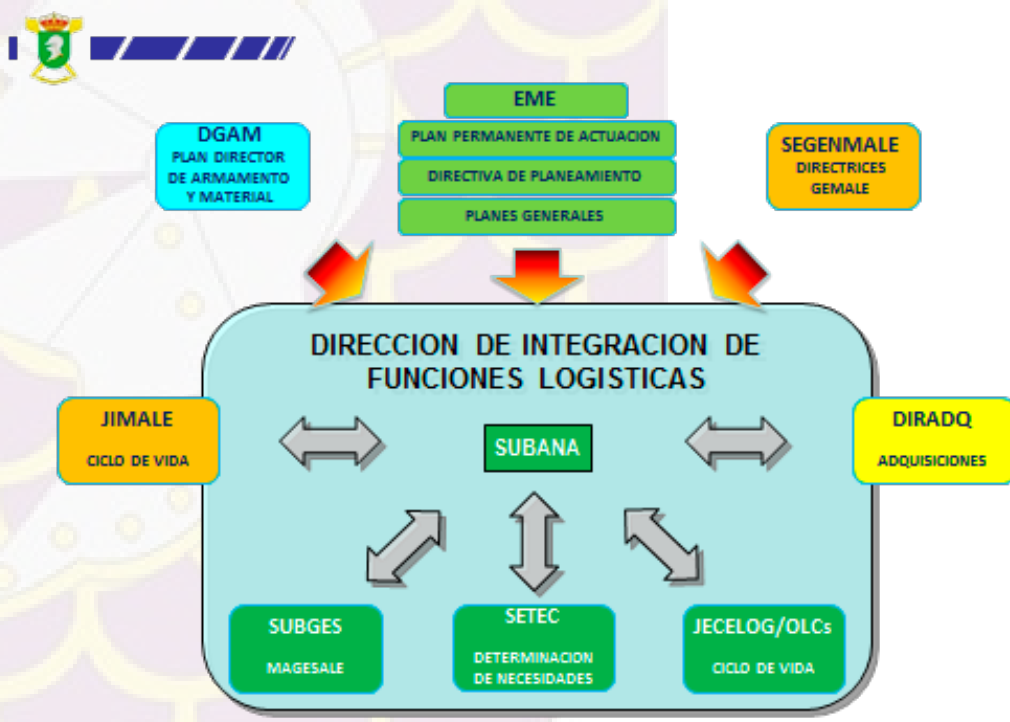 EME
PLAN PERMANENTE DE ACTUACION
DIRECTIVA DE PLANEAMIENTO
PLANES GENERALES
DGAM
PLAN DIRECTOR
DE ARMAMENTO
Y MATERIAL
SEGENMALE
DIRECTRICES
GEMALE
DIRECCION DE INTEGRACION DE
FUNCIONES LOGISTICAS
JIMALE
CICLO DE VIDA
SUBANA
DIRADQ
ADQUISICIONES
SUBGES
MAGESALE
SETEC
DETERMINACION
DE NECESIDADES
JECELOG/OLCs
CICLO DE VIDA